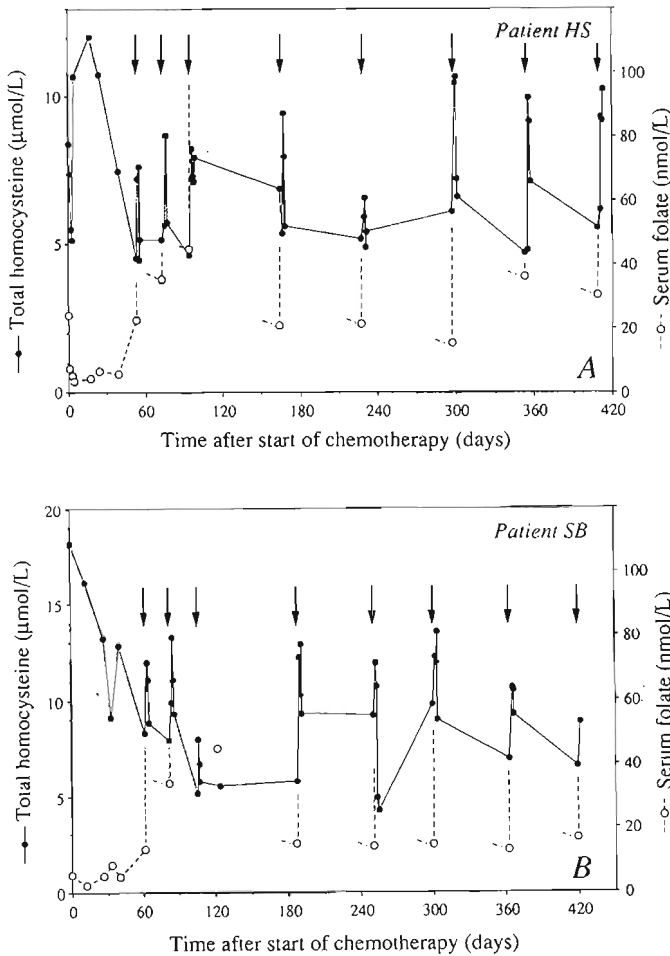 Patient HS
Total homocysteine (μmol/L)
10
5
0
100
80
60
40
20
0
Serum folate (nmol/L)
A
0 60 120 180 240 300 360 420
Time after start of chemotherapy (days)
Patient SB
Total homocysteine (μmol/L)
20
15
10
5
0
100
80
60
40
20
0
Serum folate (nmol/L)
B
0 60 120 180 240 300 360 420
Time after start of chemotherapy (days)